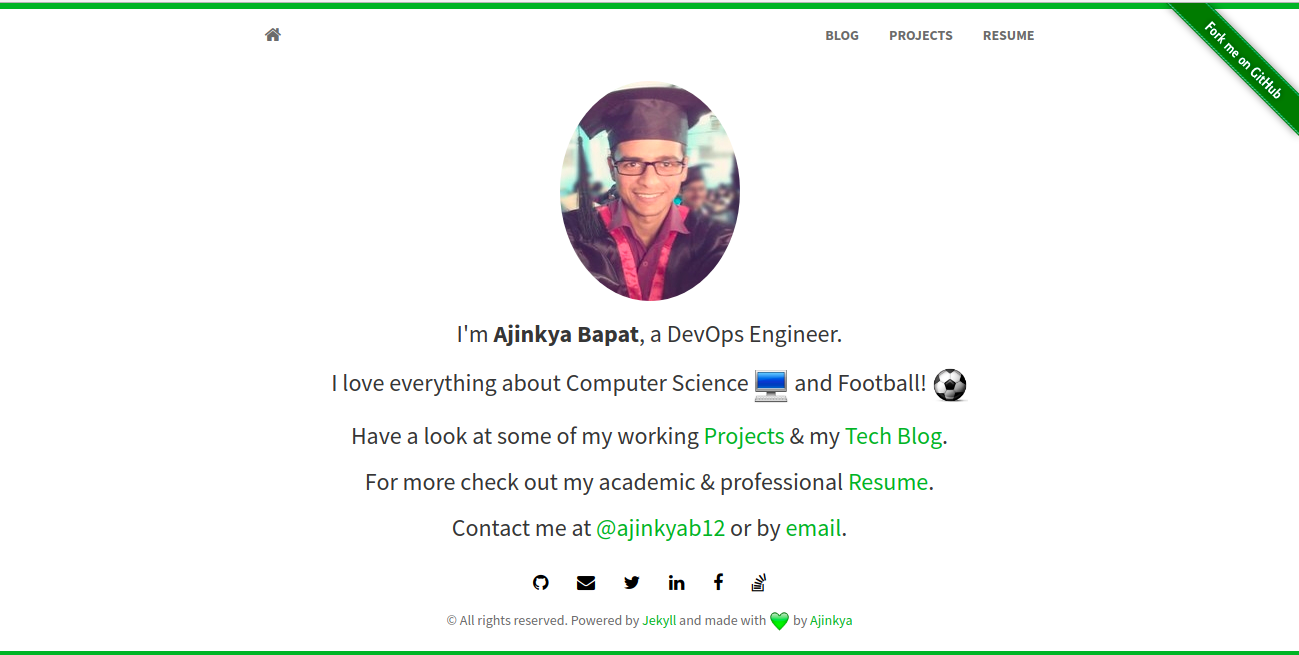 BLOG PROJECTS RESUME
Fork me on GitHub
I'm Ajinkya Bapat, a DevOps Engineer.
I love everything about Computer Science and Football!
Have a look at some of my working Projects & my Tech Blog.
For more check out my academic & professional Resume.
Contact me at @ajinkyab12 or by email.
© All rights reserved. Powered by Jekyll and made with by Ajinkya